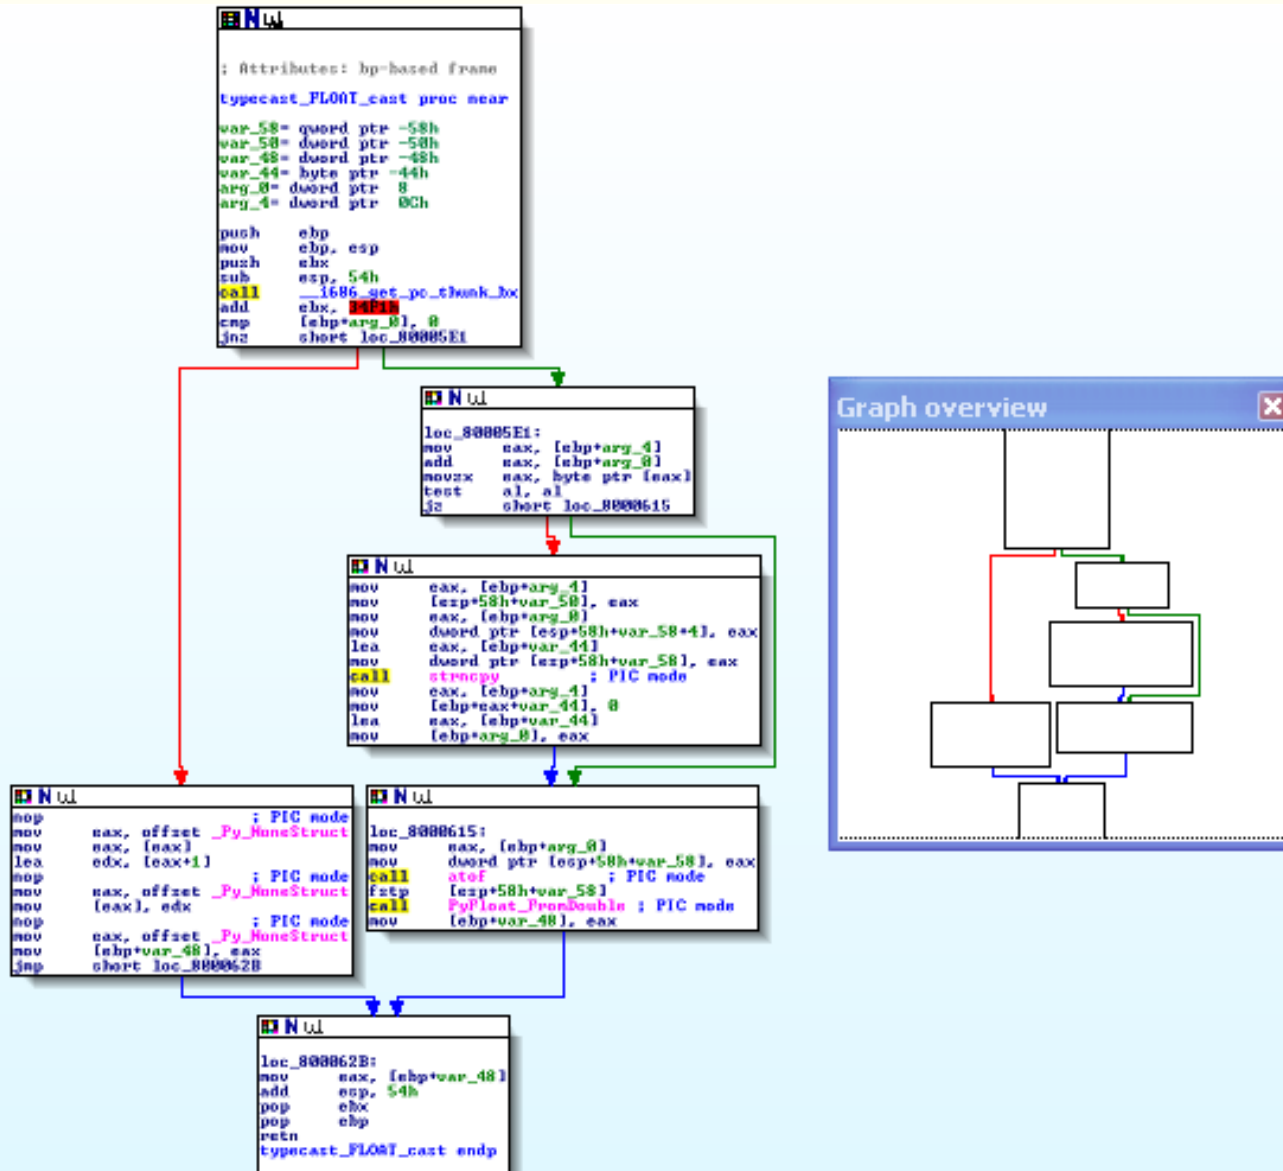 ; Attributes: bp-based frame
typecast_FLOAT_cast proc near
var_58= qword ptr -58h
var_50= dword ptr -50h
var_48= dword ptr -48h
var_44= byte ptr -44h
arg_0= dword ptr 8
arg_4= dword ptr 0Ch
push ebp
mov ebp, esp
push ebx
sub esp, 54h
call __i686_get_pc_thunk_bx
add ebx,
cmp [ebp+arg_0], 0
jnz short loc_80005E1
loc_80005E1:
mov eax, [ebp+arg_4]
add eax, [ebp+arg_0]
movzx eax, byte ptr [eax]
test al, al
jz short loc_8000615
mov eax, [ebp+arg_4]
mov [esp+58h+var_50], eax
mov eax, [ebp+arg_0]
mov dword ptr [esp+58h+var_58+4], eax
lea eax, [ebp+var_44]
mov dword ptr [esp+58h+var_58], eax
call strncpy ; PIC mode
mov eax, [ebp+arg_4]
mov [ebp+eax+var_44], 0
lea eax, [ebp+var_44]
mov [ebp+arg_0], eax
nop ; PIC mode
mov eax, offset _Py_NoneStruct
mov eax, [eax]
lea edx, [eax+1]
nop ; PIC mode
mov eax, offset _Py_NoneStruct
mov [eax], edx
nop ; PIC mode
mov eax, offset _Py_NoneStruct
mov [ebp+var_48], eax
jmp short loc_800062B
loc_8000615:
mov eax, [ebp+arg_0]
mov dword ptr [esp+58h+var_58], eax
call atof ; PIC mode
fstp [esp+58h+var_58]
call PyFloat_FromDouble ; PIC mode
mov [ebp+var_48], eax
loc_800062B:
mov eax, [ebp+var_48]
add esp, 54h
pop ebx
pop ebp
retn
typecast_FLOAT_cast endp
Graph overview